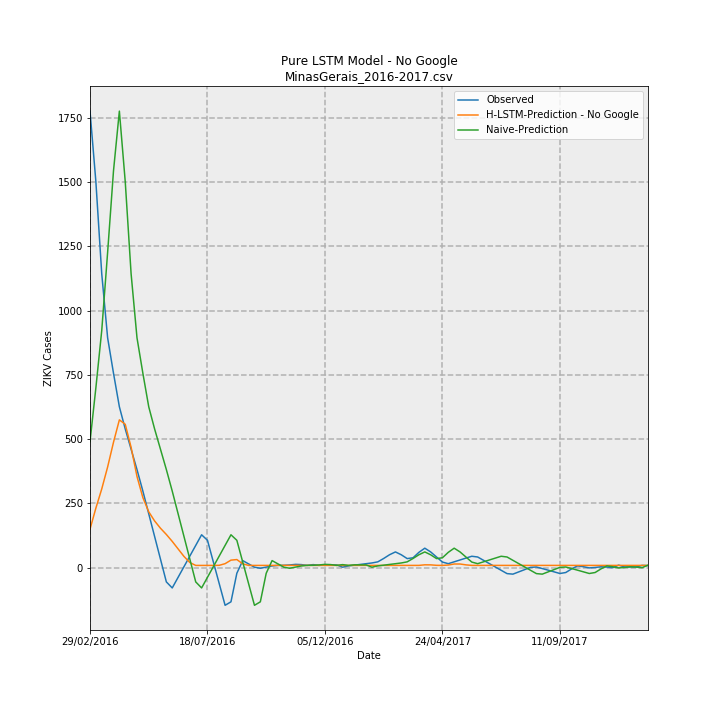 Pure LSTM Model - No Google
MinasGerais_2016-2017.csv
Observed
H-LSTM-Prediction - No Google
Naive-Prediction
1750
1500
1250
1000
750
500
250
0
ZIKV Cases
29/02/2016
18/07/2016
05/12/2016
24/04/2017
11/09/2017
Date